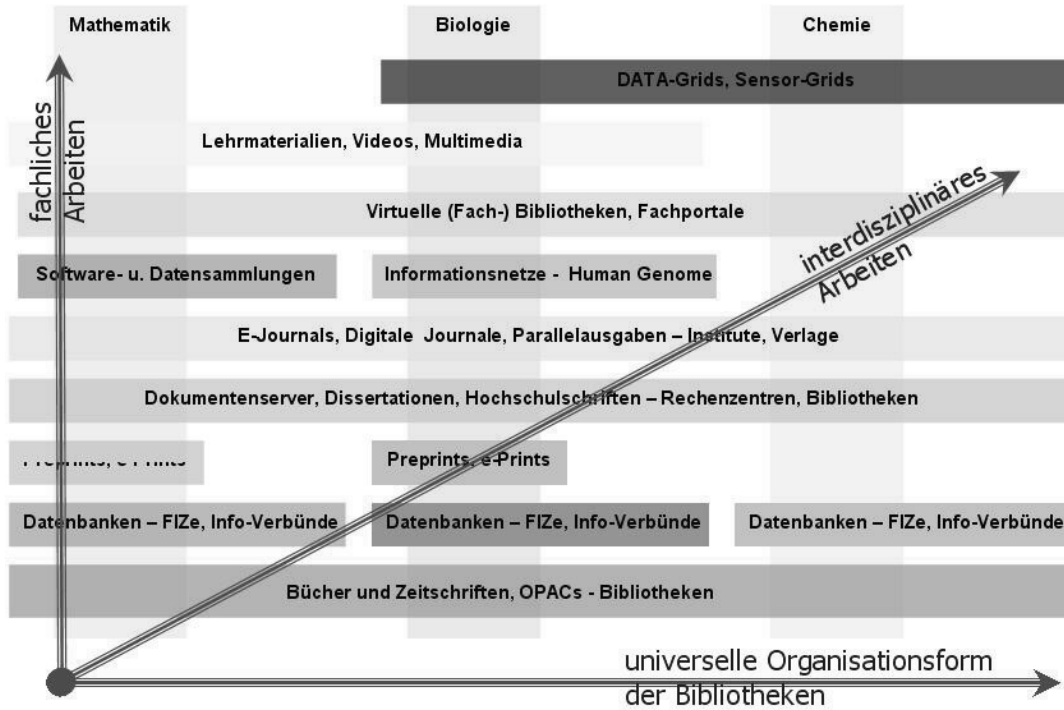 Mathematik
Biologie
Chemie
DATA-Grids, Sensor-Grids
fachliches
Arbeiten
Lehrmaterialien, Videos, Multimedia
interdisziplinäres
Arbeiten
Virtuelle (Fach-) Bibliotheken, Fachportale
Software- u. Datensammlungen
Informationsnetze - Human Genome
E-Journals, Digitale Journale, Parallelausgaben – Institute, Verlage
Dokumentenserver, Dissertationen, Hochschulschriften – Rechenzentren, Bibliotheken
Preprints, e-Prints
Preprints, e-Prints
Datenbanken – FIZe, Info-Verbünde
Datenbanken – FIZe, Info-Verbünde
Datenbanken – FIZe, Info-Verbünde
Bücher und Zeitschriften, OPACs - Bibliotheken
universelle Organisationsform
der Bibliotheken